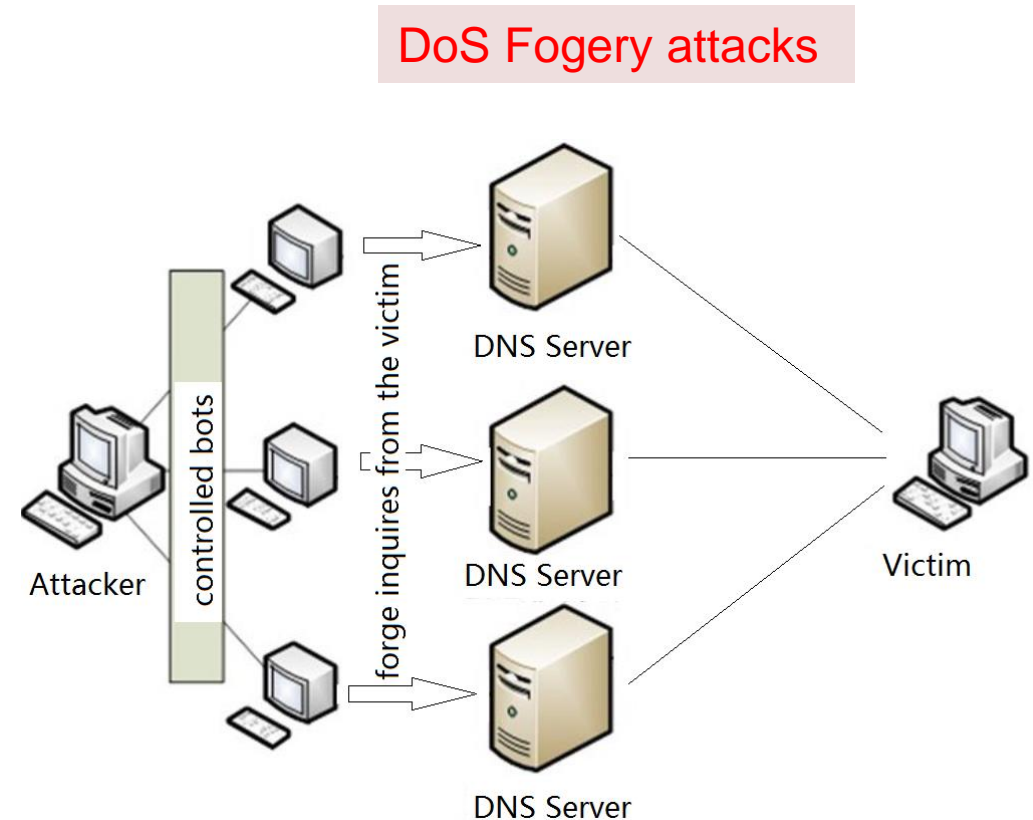 DoS Fogery attacks
DNS Server
controlled bots
forge inquires from the victim
Attacker
DNS Server
Victim
DNS Server